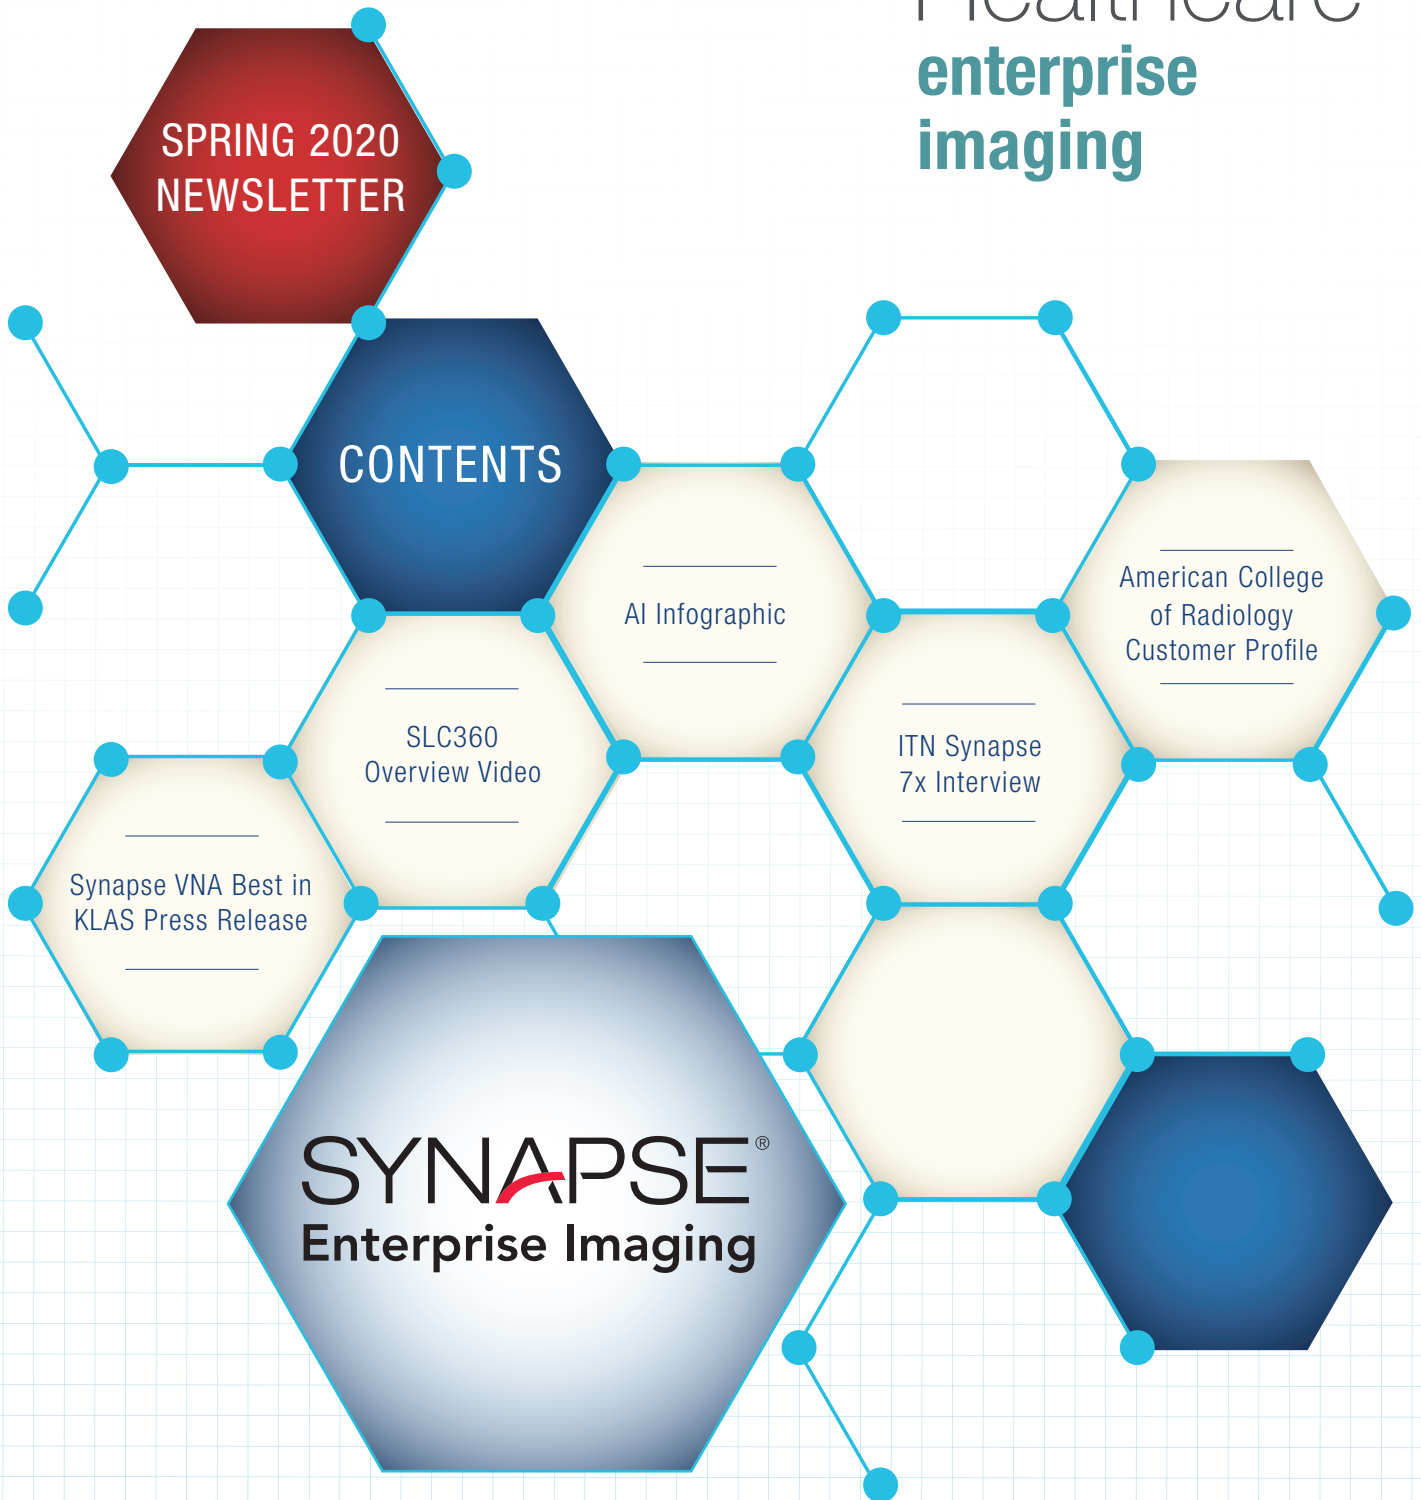 Healthcare
enterprise
imaging
SPRING 2020
NEWSLETTER
CONTENTS
AI Infographic
American College
of Radiology
Customer Profile
SLC360
Overview Video
ITN Synapse
7x Interview
Synapse VNA Best in
KLAS Press Release
SYNAPSE®
Enterprise Imaging